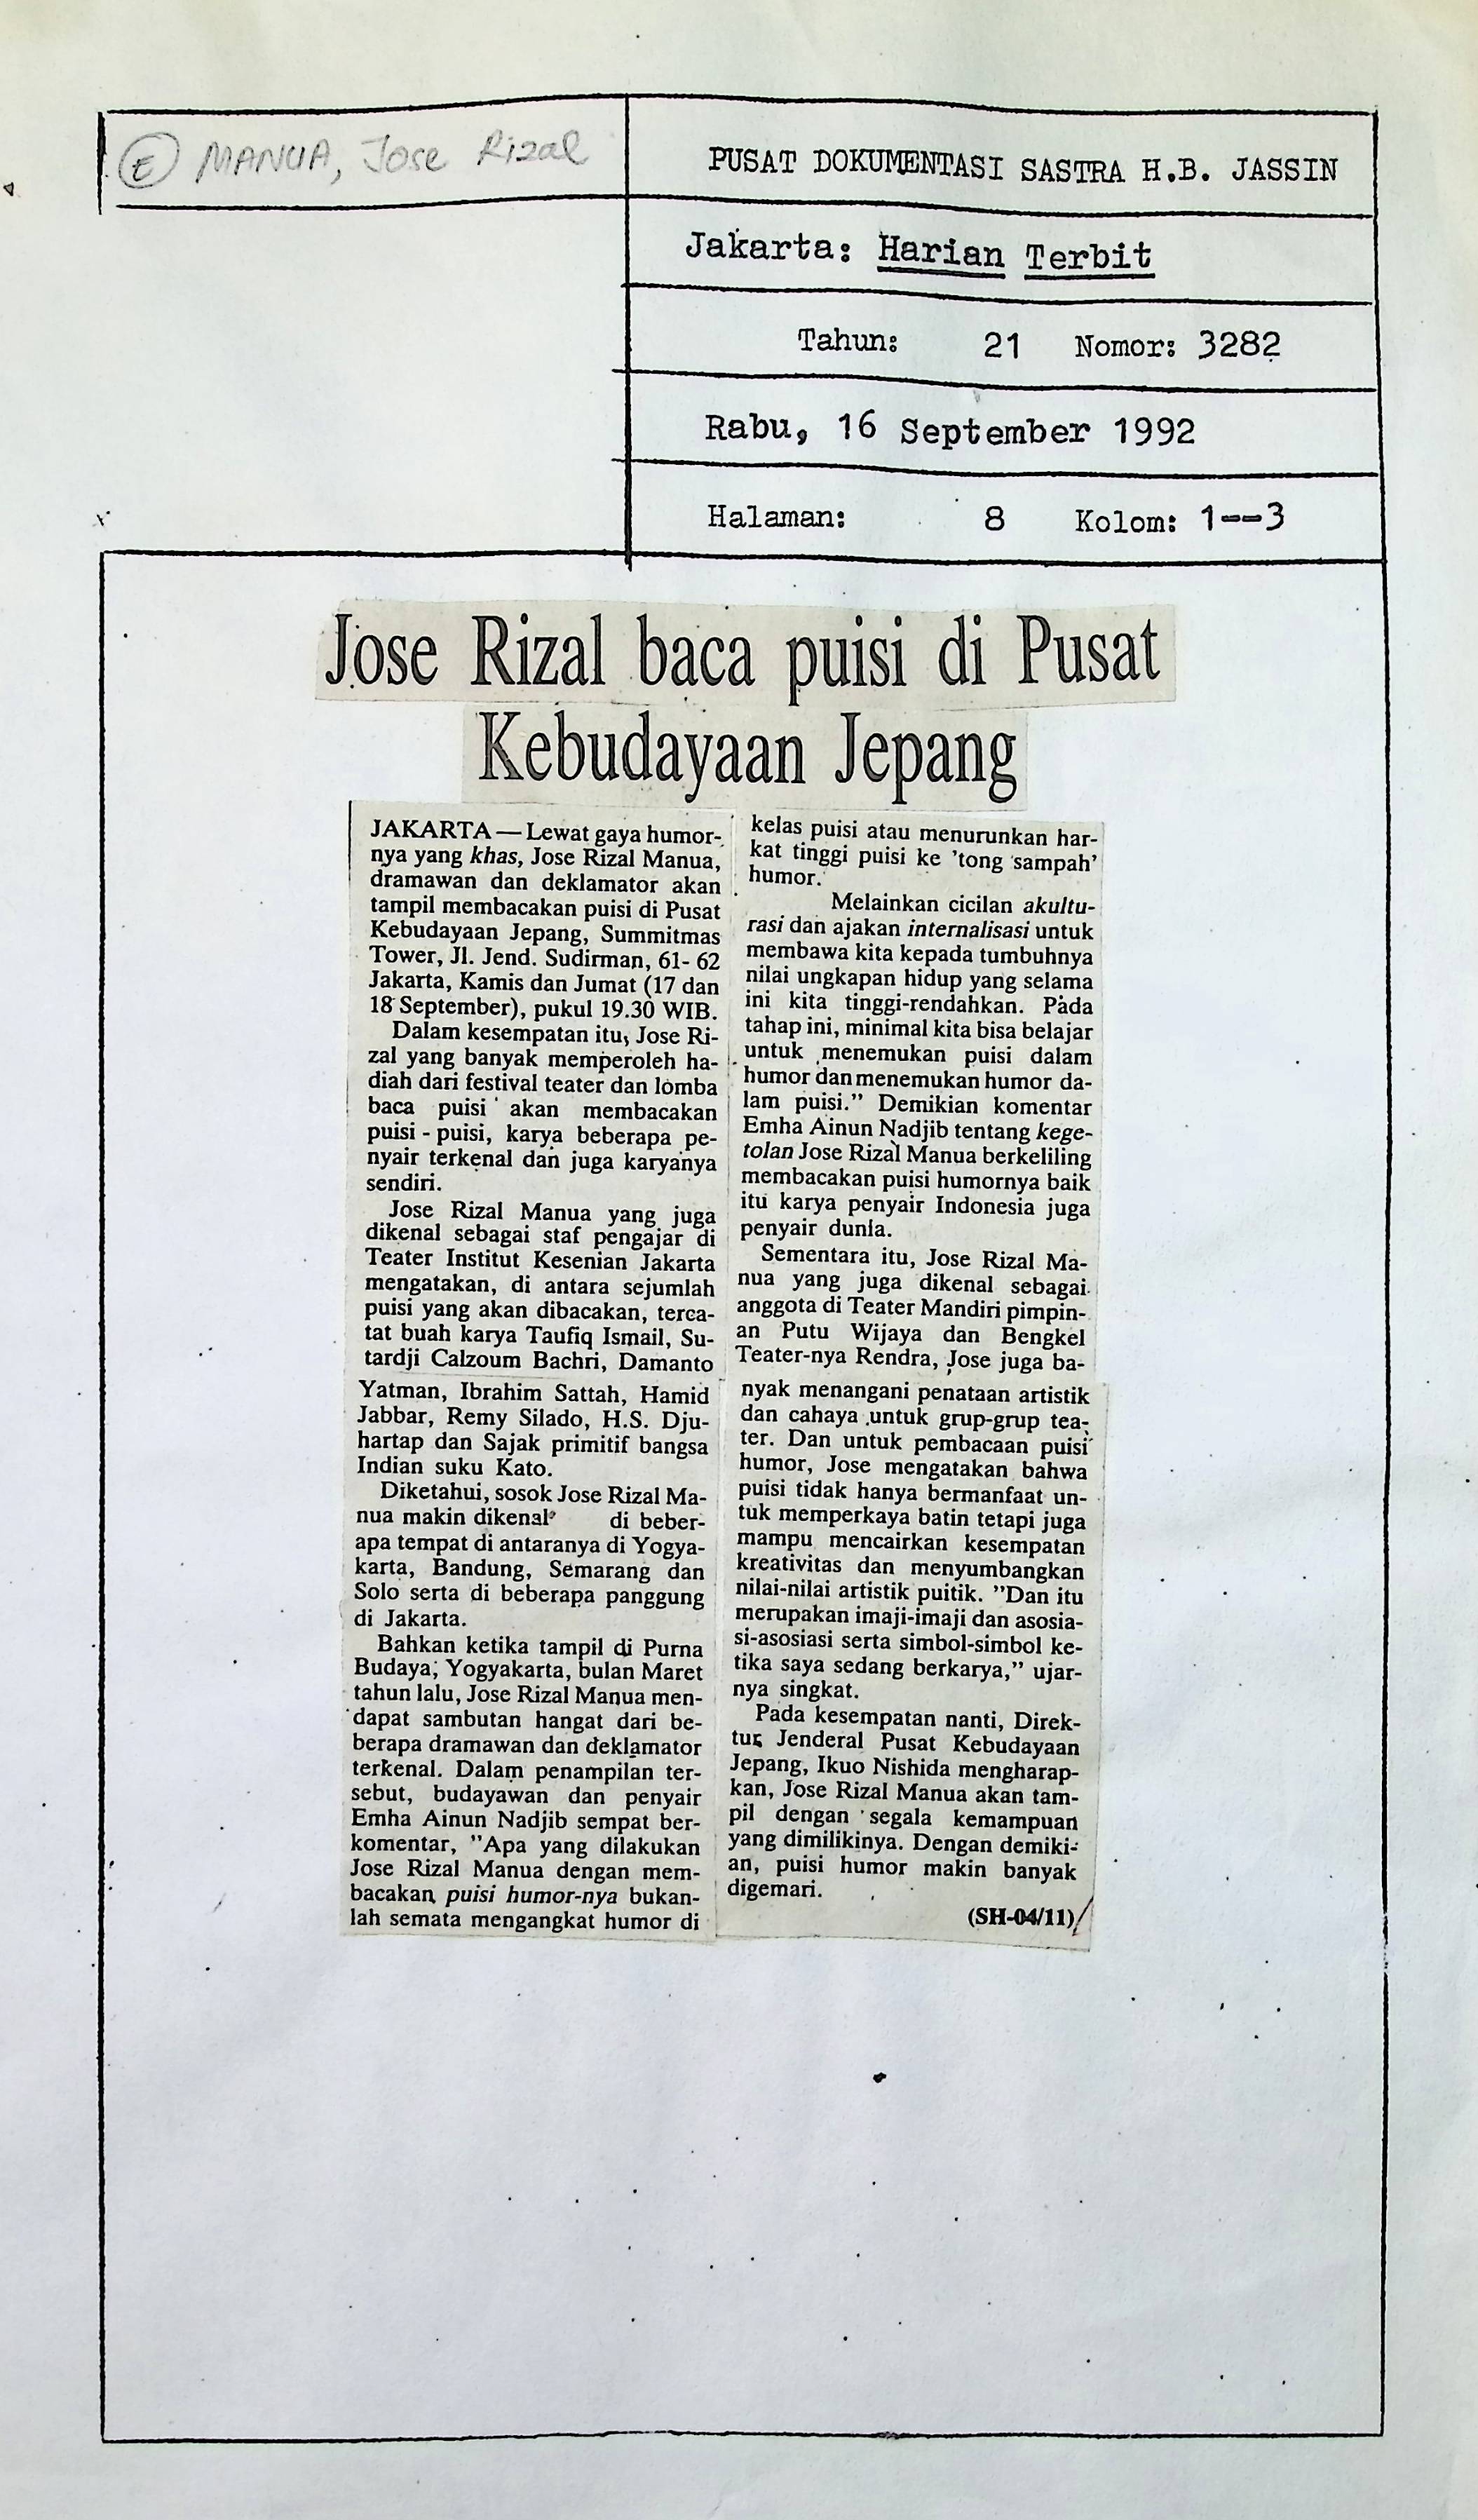 Ⓔ MANUA, Jose Rizal
PUSAT DOKUMENTASI SASTRA H.B. JASSIN
Jakarta: Harian Terbit
Tahun: 21 Nomor: 3282
Rabu, 16 September 1992
Halaman: 8 Kolom: 1--3
Jose Rizal baca puisi di Pusat
Kebudayaan Jepang
JAKARTA — Lewat gaya humor-
nya yang khas, Jose Rizal Manua,
dramawan dan deklamator akan
tampil membacakan puisi di Pusat
Kebudayaan Jepang, Summitmas
Tower, Jl. Jend. Sudirman, 61- 62
Jakarta, Kamis dan Jumat (17 dan
18 September), pukul 19.30 WIB.
Dalam kesempatan itu, Jose Ri-
zal yang banyak memperoleh ha-
diah dari festival teater dan lomba
baca puisi akan membacakan
puisi - puisi, karya beberapa pe-
nyair terkenal dan juga karyanya
sendiri.
Jose Rizal Manua yang juga
dikenal sebagai staf pengajar di
Teater Institut Kesenian Jakarta
mengatakan, di antara sejumlah
puisi yang akan dibacakan, terca-
tat buah karya Taufiq Ismail, Su-
tardji Calzoum Bachri, Damanto
Yatman, Ibrahim Sattah, Hamid
Jabbar, Remy Silado, H.S. Dju-
hartap dan Sajak primitif bangsa
Indian suku Kato.
Diketahui, sosok Jose Rizal Ma-
nua makin dikenal di beber-
apa tempat di antaranya di Yogya-
karta, Bandung, Semarang dan
Solo serta di beberapa panggung
di Jakarta.
Bahkan ketika tampil di Purna
Budaya, Yogyakarta, bulan Maret
tahun lalu, Jose Rizal Manua men-
dapat sambutan hangat dari be-
berapa dramawan dan deklamator
terkenal. Dalam penampilan ter-
sebut, budayawan dan penyair
Emha Ainun Nadjib sempat ber-
komentar, ''Apa yang dilakukan
Jose Rizal Manua dengan mem-
bacakan puisi humor-nya bukan-
lah semata mengangkat humor di
kelas puisi atau menurunkan har-
kat tinggi puisi ke 'tong sampah'
humor.
Melainkan cicilan akultu-
rasi dan ajakan internalisasi untuk
membawa kita kepada tumbuhnya
nilai ungkapan hidup yang selama
ini kita tinggi-rendahkan. Pada
tahap ini, minimal kita bisa belajar
untuk menemukan puisi dalam
humor dan menemukan humor da-
lam puisi.'' Demikian komentar
Emha Ainun Nadjib tentang kege-
tolan Jose Rizal Manua berkeliling
membacakan puisi humornya baik
itu karya penyair Indonesia juga
penyair dunia.
Sementara itu, Jose Rizal Ma-
nua yang juga dikenal sebagai
anggota di Teater Mandiri pimpin-
an Putu Wijaya dan Bengkel
Teater-nya Rendra, Jose juga ba-
nyak menangani penataan artistik
dan cahaya untuk grup-grup tea-
ter. Dan untuk pembacaan puisi
humor, Jose mengatakan bahwa
puisi tidak hanya bermanfaat un-
tuk memperkaya batin tetapi juga
mampu mencairkan kesempatan
kreativitas dan menyumbangkan
nilai-nilai artistik puitik. ''Dan itu
merupakan imaji-imaji dan asosia-
si-asosiasi serta simbol-simbol ke-
tika saya sedang berkarya,'' ujar-
nya singkat.
Pada kesempatan nanti, Direk-
tur Jenderal Pusat Kebudayaan
Jepang, Ikuo Nishida mengharap-
kan, Jose Rizal Manua akan tam-
pil dengan segala kemampuan
yang dimilikinya. Dengan demiki-
an, puisi humor makin banyak
digemari.
(SH-04/11)